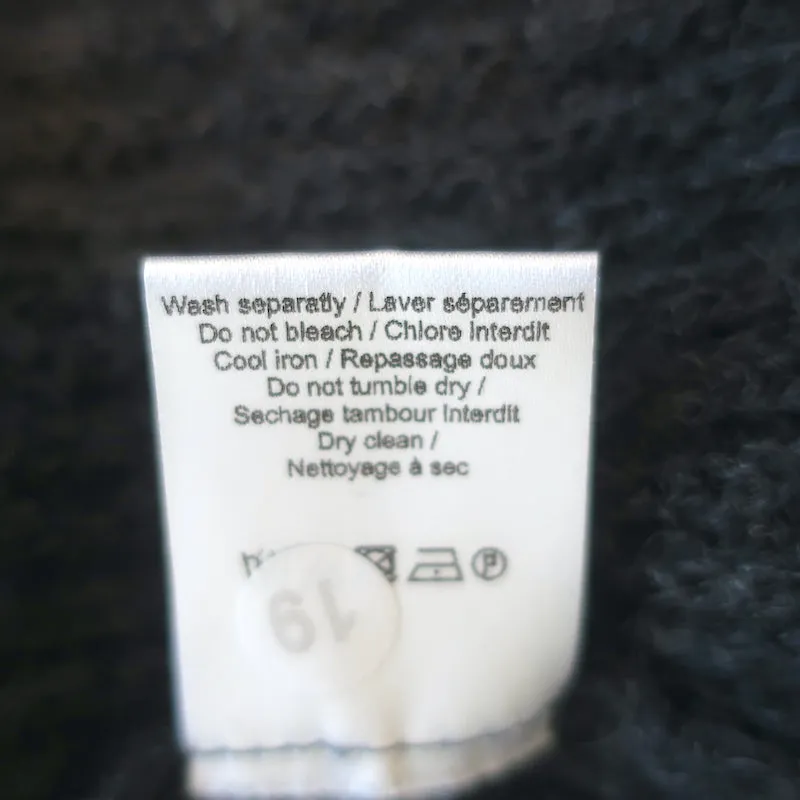 Wash separatly / Laver séparement
Do not bleach / Chlore Interdit
Cool iron / Repassage doux
Do not tumble dry /
Sechage tambour Interdit
Dry clean /
Nettoyage à sec
P
19